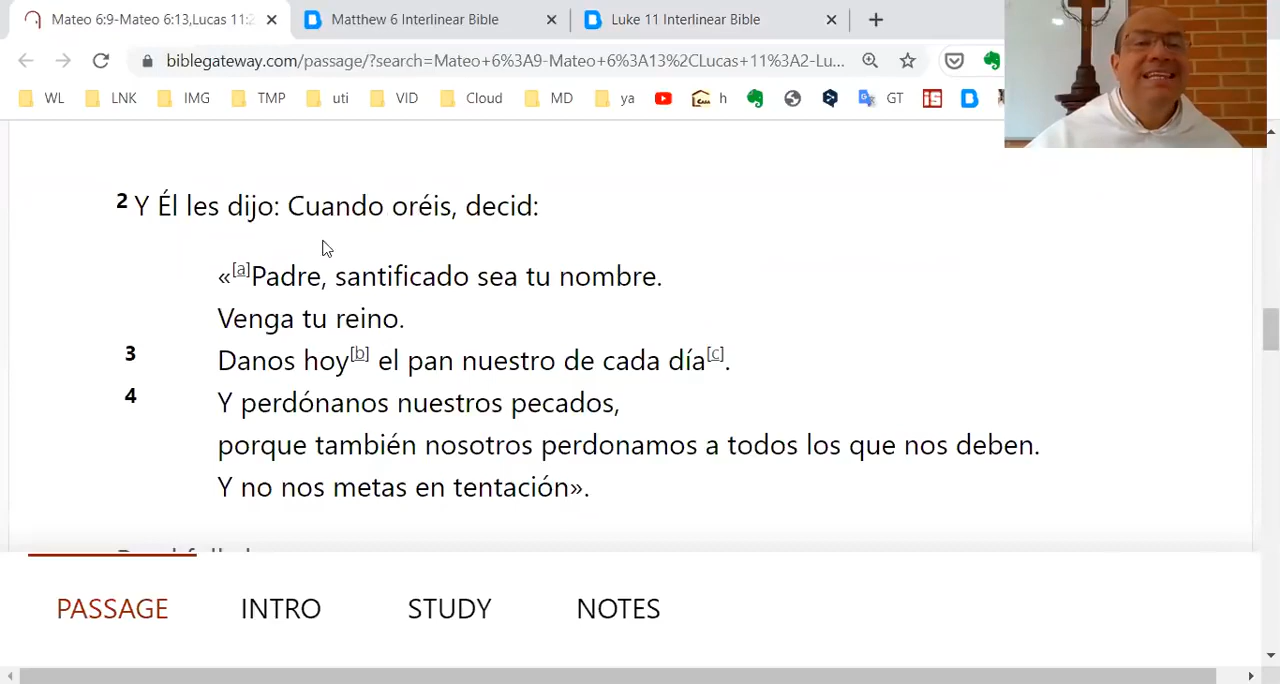 Mateo 6:9-Mateo 6:13,Lucas 11:2
Matthew 6 Interlinear Bible
Luke 11 Interlinear Bible
biblegateway.com/passage/?search=Mateo+6%3A9-Mateo+6%3A13%2CLucas+11%3A2-Lu...
WL LNK IMG TMP uti VID Cloud MD ya h GT
2 Y Él les dijo: Cuando oréis, decid:
«[a]Padre, santificado sea tu nombre.
Venga tu reino.
3 Danos hoy[b] el pan nuestro de cada día[c].
4 Y perdónanos nuestros pecados,
porque también nosotros perdonamos a todos los que nos deben.
Y no nos metas en tentación».
PASSAGE INTRO STUDY NOTES